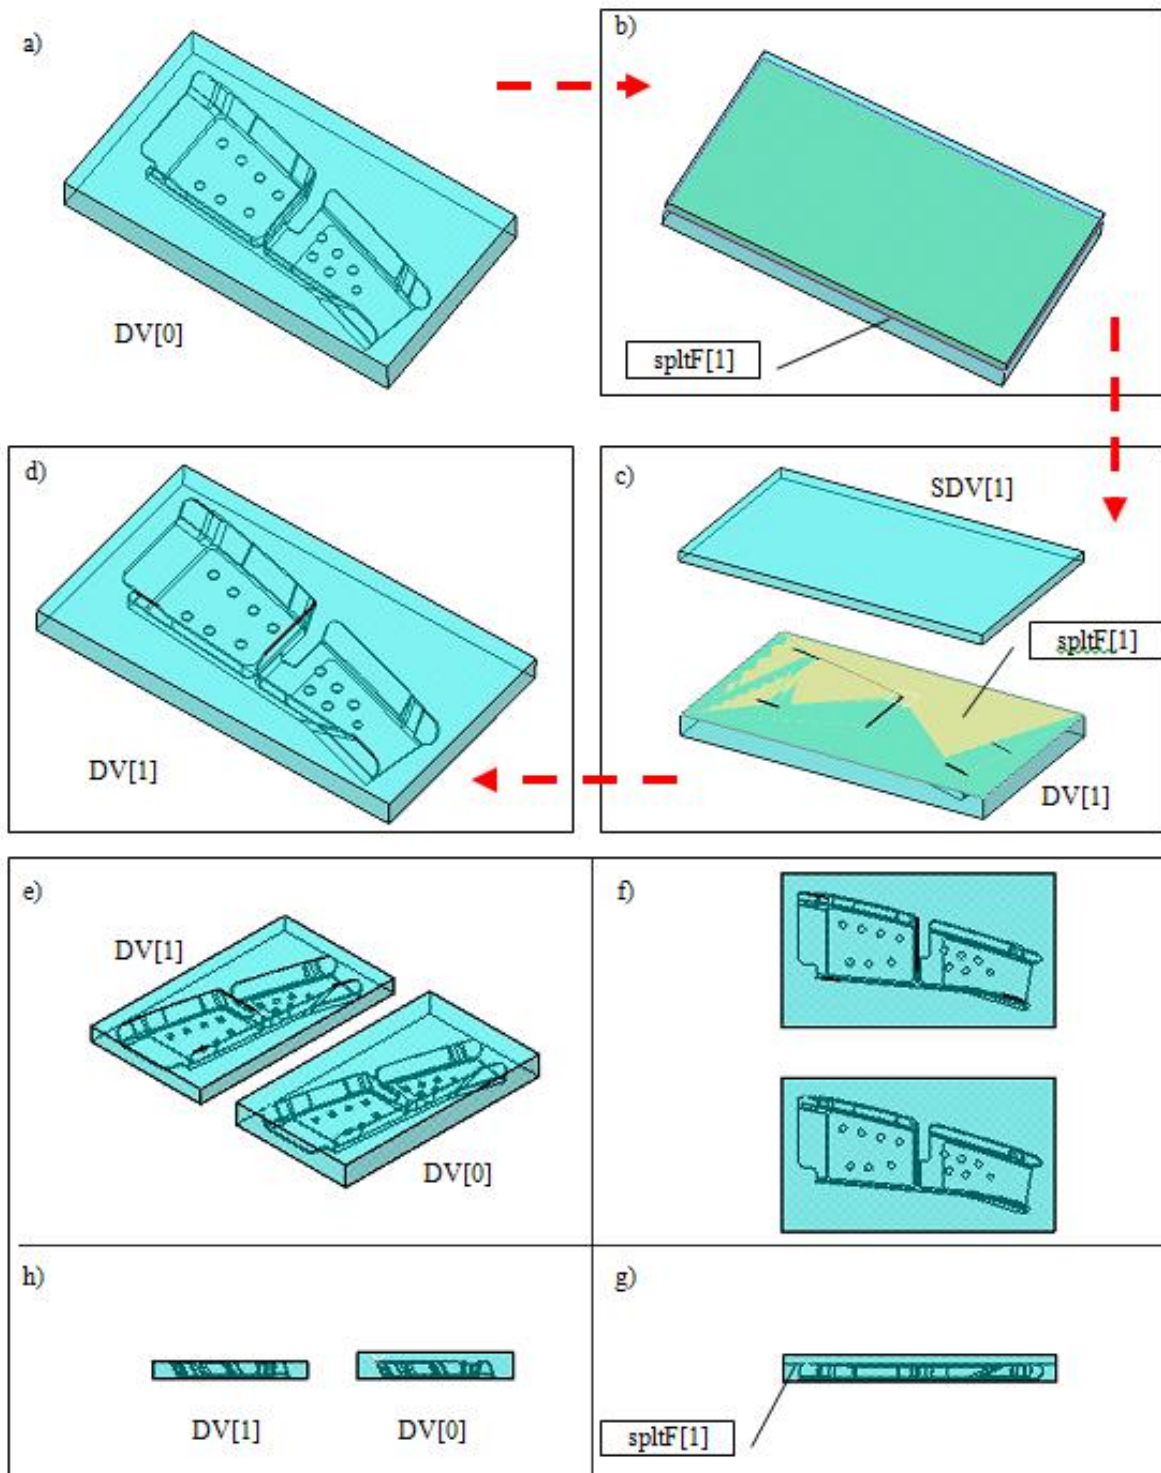 a)
DV[0]
b)
spltF[1]
d)
DV[1]
c)
SDV[1]
spltF[1]
DV[1]
e)
DV[1]
DV[0]
f)
h)
DV[1]
DV[0]
g)
spltF[1]